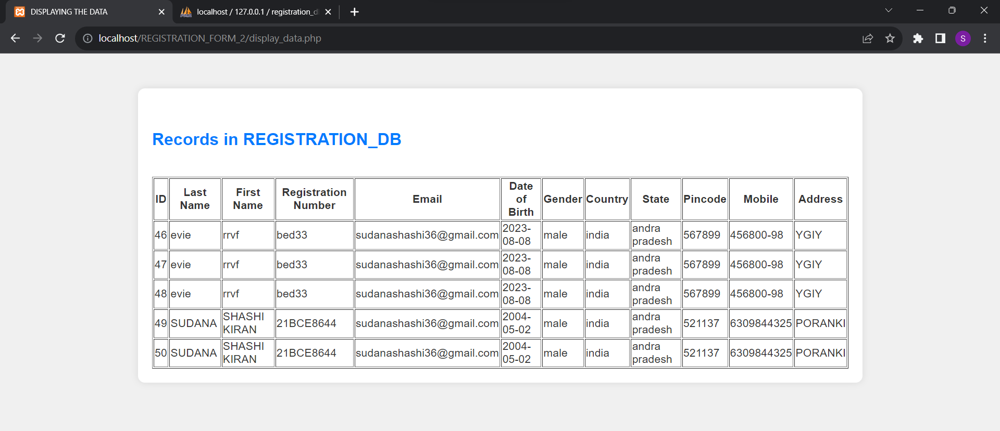 DISPLAYING THE DATA
localhost / 127.0.0.1 / registration_d
localhost/REGISTRATION_FORM_2/display_data.php
S
Records in REGISTRATION_DB
ID Last Name First Name Registration Number Email Date of Birth Gender Country State Pincode Mobile Address
46 evie rrvf bed33 sudanashashi36@gmail.com 2023-08-08 male india andra pradesh 567899 456800-98 YGIY
47 evie rrvf bed33 sudanashashi36@gmail.com 2023-08-08 male india andra pradesh 567899 456800-98 YGIY
48 evie rrvf bed33 sudanashashi36@gmail.com 2023-08-08 male india andra pradesh 567899 456800-98 YGIY
49 SUDANA SHASHI KIRAN 21BCE8644 sudanashashi36@gmail.com 2004-05-02 male india andra pradesh 521137 6309844325 PORANKI
50 SUDANA SHASHI KIRAN 21BCE8644 sudanashashi36@gmail.com 2004-05-02 male india andra pradesh 521137 6309844325 PORANKI